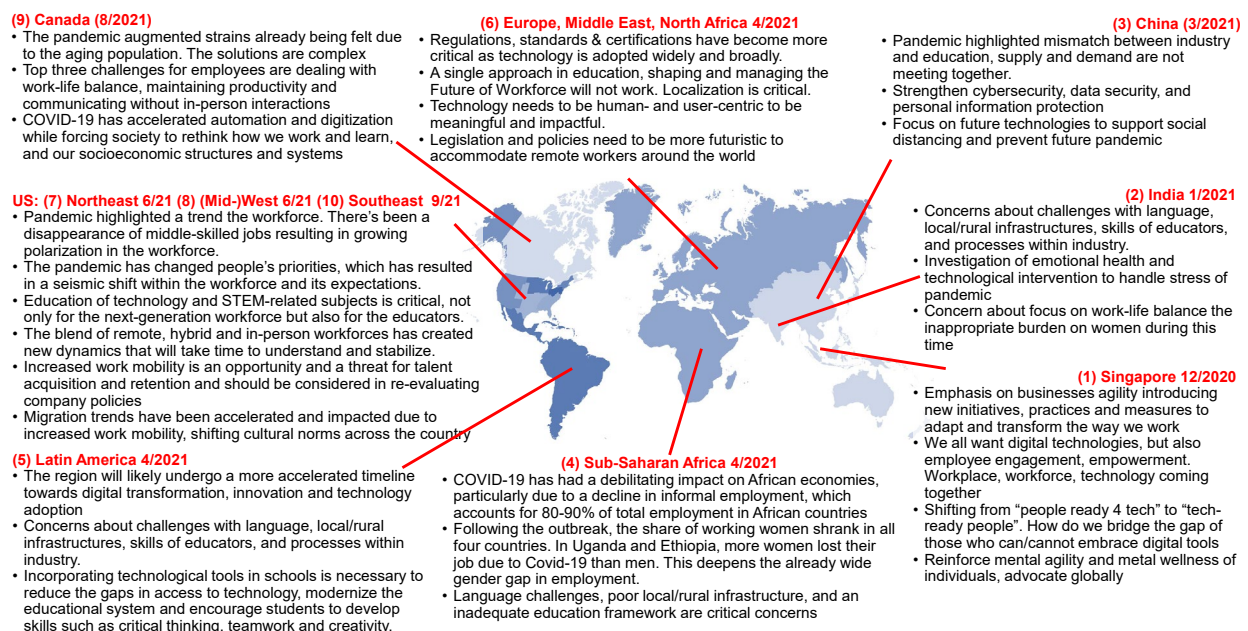 (9) Canada (8/2021)
• The pandemic augmented strains already being felt due
to the aging population. The solutions are complex
• Top three challenges for employees are dealing with
work-life balance, maintaining productivity and
communicating without in-person interactions
• COVID-19 has accelerated automation and digitization
while forcing society to rethink how we work and learn,
and our socioeconomic structures and systems
(6) Europe, Middle East, North Africa 4/2021
• Regulations, standards & certifications have become more
critical as technology is adopted widely and broadly.
• A single approach in education, shaping and managing the
Future of Workforce will not work. Localization is critical.
• Technology needs to be human- and user-centric to be
meaningful and impactful.
• Legislation and policies need to be more futuristic to
accommodate remote workers around the world
(3) China (3/2021)
• Pandemic highlighted mismatch between industry
and education, supply and demand are not
meeting together.
• Strengthen cybersecurity, data security, and
personal information protection
• Focus on future technologies to support social
distancing and prevent future pandemic
US: (7) Northeast 6/21 (8) (Mid-)West 6/21 (10) Southeast 9/21
• Pandemic highlighted a trend the workforce. There's been a
disappearance of middle-skilled jobs resulting in growing
polarization in the workforce.
• The pandemic has changed people's priorities, which has resulted
in a seismic shift within the workforce and its expectations.
• Education of technology and STEM-related subjects is critical, not
only for the next-generation workforce but also for the educators.
• The blend of remote, hybrid and in-person workforces has created
new dynamics that will take time to understand and stabilize.
• Increased work mobility is an opportunity and a threat for talent
acquisition and retention and should be considered in re-evaluating
company policies
• Migration trends have been accelerated and impacted due to
increased work mobility, shifting cultural norms across the country
(2) India 1/2021
• Concerns about challenges with language,
local/rural infrastructures, skills of educators,
and processes within industry.
• Investigation of emotional health and
technological intervention to handle stress of
pandemic
• Concern about focus on work-life balance the
inappropriate burden on women during this
time
(1) Singapore 12/2020
• Emphasis on businesses agility introducing
new initiatives, practices and measures to
adapt and transform the way we work
• We all want digital technologies, but also
employee engagement, empowerment.
Workplace, workforce, technology coming
together
• Shifting from “people ready 4 tech” to “tech-
ready people”. How do we bridge the gap of
those who can/cannot embrace digital tools
• Reinforce mental agility and metal wellness of
individuals, advocate globally
(5) Latin America 4/2021
• The region will likely undergo a more accelerated timeline
towards digital transformation, innovation and technology
adoption
• Concerns about challenges with language, local/rural
infrastructures, skills of educators, and processes within
industry.
• Incorporating technological tools in schools is necessary to
reduce the gaps in access to technology, modernize the
educational system and encourage students to develop
skills such as critical thinking, teamwork and creativity.
(4) Sub-Saharan Africa 4/2021
• COVID-19 has had a debilitating impact on African economies,
particularly due to a decline in informal employment, which
accounts for 80-90% of total employment in African countries
• Following the outbreak, the share of working women shrank in all
four countries. In Uganda and Ethiopia, more women lost their
job due to Covid-19 than men. This deepens the already wide
gender gap in employment.
• Language challenges, poor local/rural infrastructure, and an
inadequate education framework are critical concerns